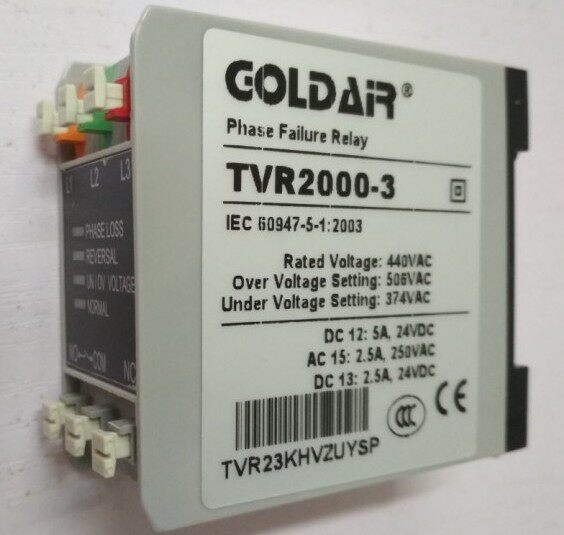 GOLDAIR®
Phase Failure Relay
TVR2000-3
IEC 60947-5-1:2003
Rated Voltage: 440VAC
Over Voltage Setting: 506VAC
Under Voltage Setting: 374VAC
DC 12: 5A, 24VDC
AC 15: 2.5A, 250VAC
DC 13: 2.5A, 24VDC
TVR23KHVZUYSP
CCC CE
L1 L2 L3
PHASE LOSS
REVERSAL
UN / OV VOLTAGE
NORMAL
NO COM NC